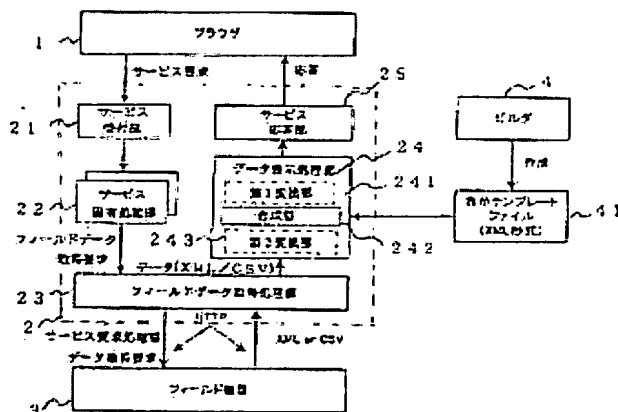 1
ブラウザ
サービス要求
応答
25
21
サービス
受付部
サービス
応答部
4
ビルダ
24
データ表示処理部
作成
第1変換部
241
22
サービス
固有処理部
合成部
表示テンプレート
ファイル
(XML形式)
41
243
第2変換部
242
フィールドデータ
取得要求
データ(XML/CSV)
23
フィールドデータ取得処理部
2
HTTP
サービス要求処理部
データ取得要求
XML or CSV
3
フィールド機器